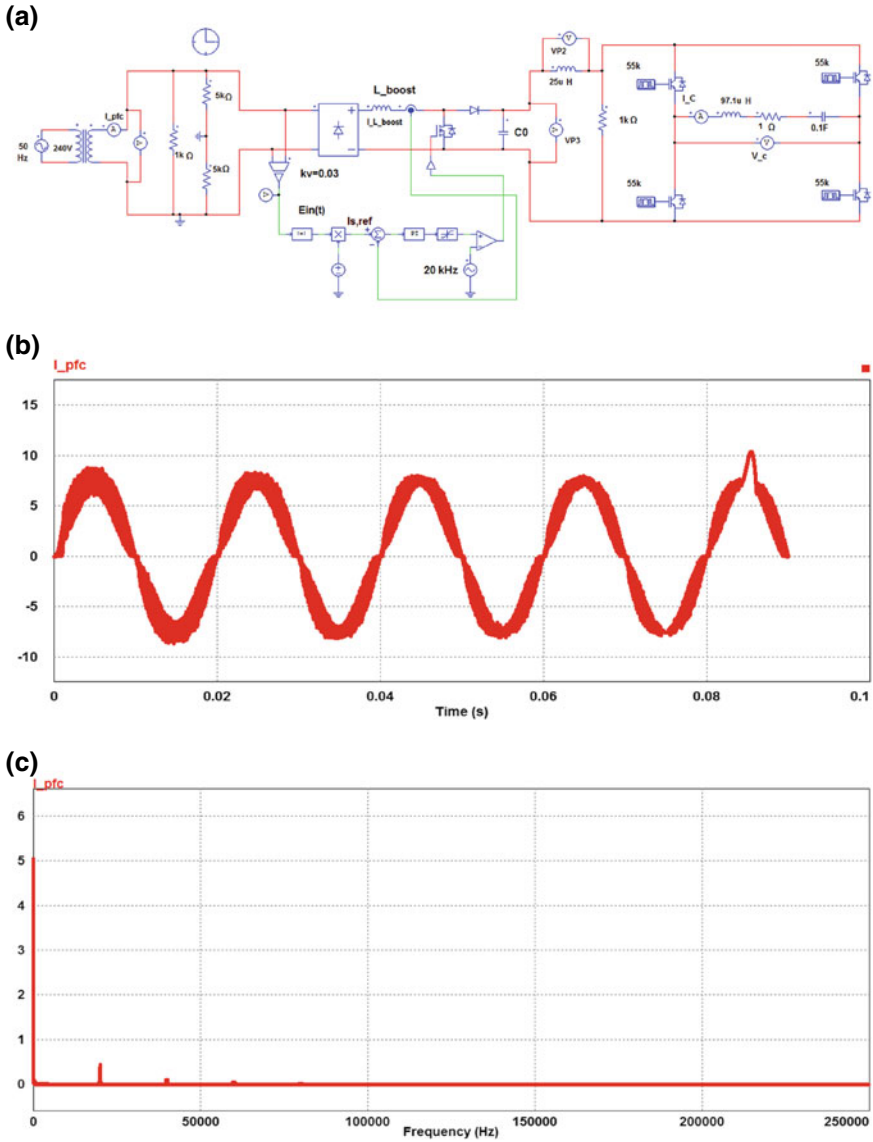 (a)
VP2
25u H
L_boost
I_L_boost
I_pfc
50
Hz
240V
1k Ω
5kΩ
5kΩ
kv=0.03
C0
VP3
1k Ω
55k
55k
I_C
97.1u H
1
Ω
0.1F
V_c
55k
55k
Ein(t)
Is,ref
PI
20 kHz
(b)
I_pfc
15
10
5
0
-5
-10
0
0.02
0.04
0.06
0.08
0.1
Time (s)
(c)
I_pfc
6
5
4
3
2
1
0
0
50000
100000
150000
200000
250000
Frequency (Hz)